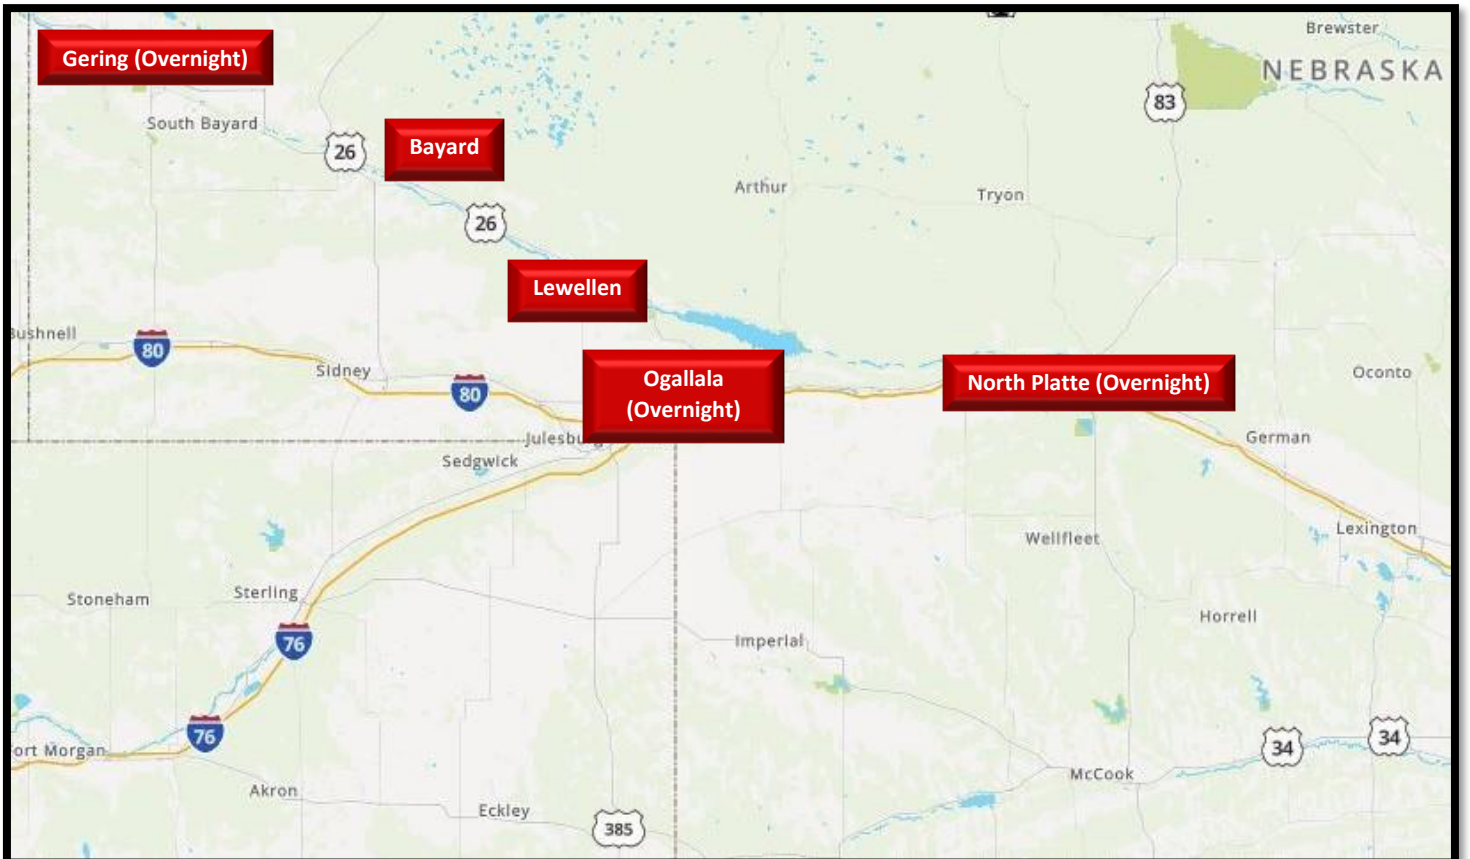 Brewster
Gering (Overnight)
NEBRASKA
83
South Bayard
26
Bayard
Arthur
Tryon
26
Lewellen
Bushnell
80
Sidney
80
Ogallala
(Overnight)
North Platte (Overnight)
Oconto
Julesburg
German
Sedgwick
Lexington
Wellfleet
Stoneham
Sterling
Horrell
76
Imperial
76
34
34
Fort Morgan
McCook
Akron
Eckley
385